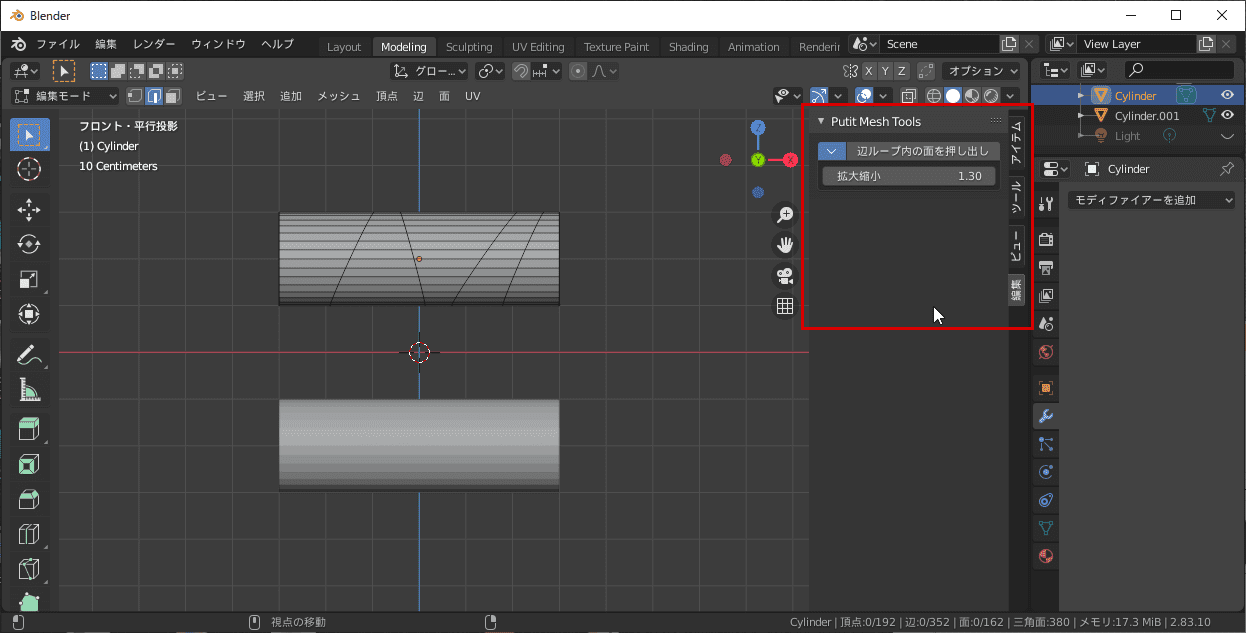 Blender
ファイル 編集 レンダー ウィンドウ ヘルプ Layout Modeling Sculpting UV Editing Texture Paint Shading Animation Renderin Scene View Layer
グロー... X Y Z オプション
編集モード ビュー 選択 追加 メッシュ 頂点 辺 面 UV
Cylinder
Cylinder.001
Light
フロント・平行投影
(1) Cylinder
10 Centimeters
Z
Y
X
Putit Mesh Tools
辺ループ内の面を押し出し
拡大縮小 1.30
アイテム
ツール
ビュー
編集
Cylinder
モディファイアーを追加
視点の移動
Cylinder | 頂点:0/192 | 辺:0/352 | 面:0/162 | 三角面:380 | メモリ:17.3 MiB | 2.83.10